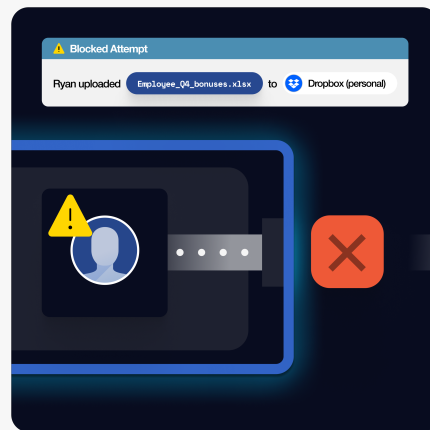 Blocked Attempt
Ryan uploaded Employee_Q4_bonuses.xlsx to Dropbox (personal)